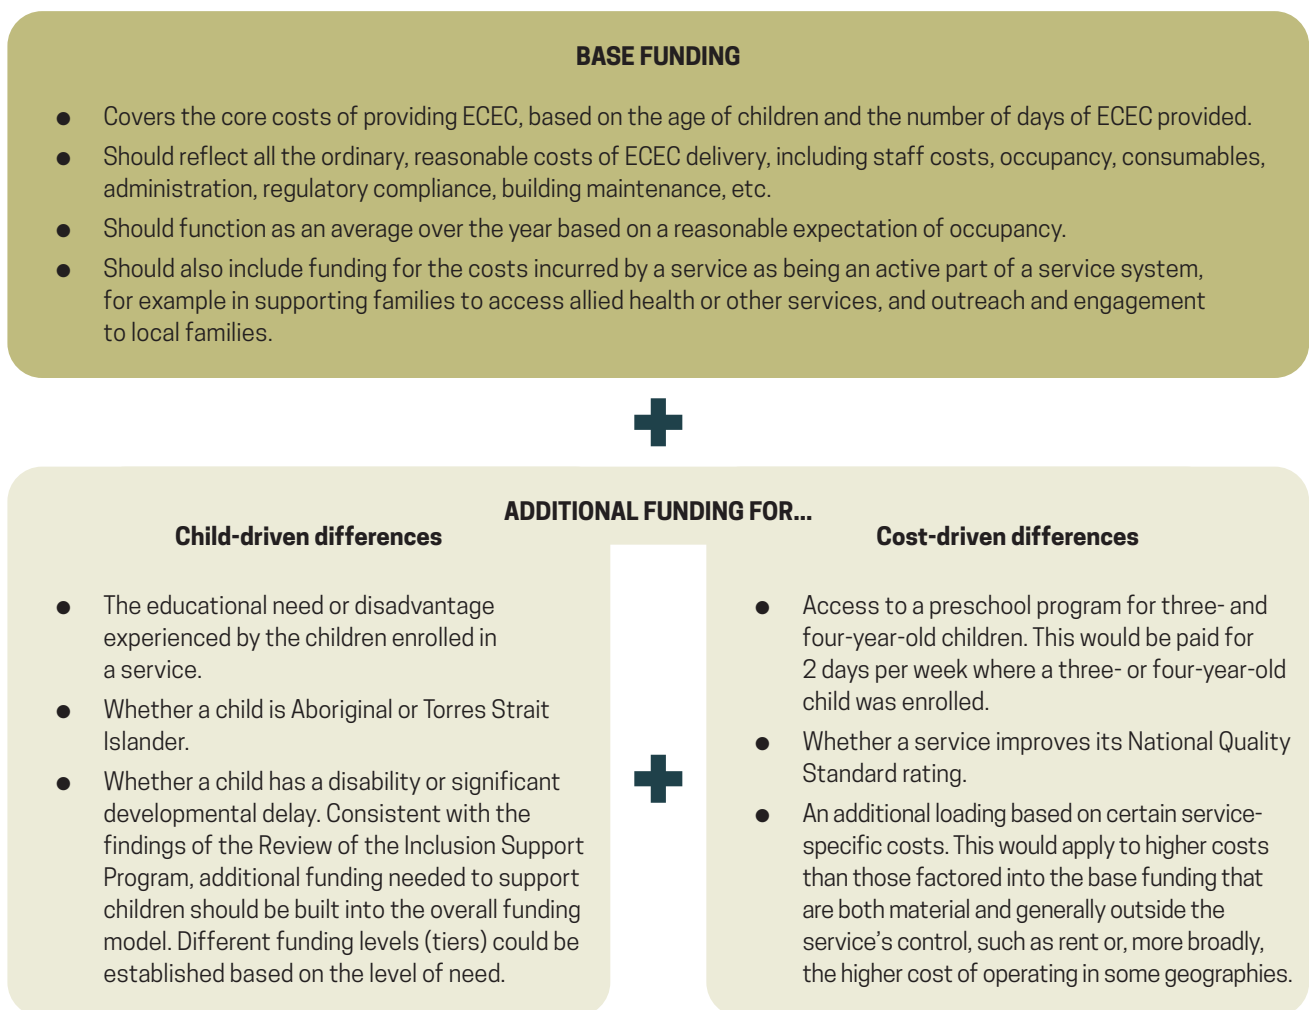 BASE FUNDING
● Covers the core costs of providing ECEC, based on the age of children and the number of days of ECEC provided.
● Should reflect all the ordinary, reasonable costs of ECEC delivery, including staff costs, occupancy, consumables,
administration, regulatory compliance, building maintenance, etc.
● Should function as an average over the year based on a reasonable expectation of occupancy.
● Should also include funding for the costs incurred by a service as being an active part of a service system,
for example in supporting families to access allied health or other services, and outreach and engagement
to local families.
ADDITIONAL FUNDING FOR...
Child-driven differences
● The educational need or disadvantage
experienced by the children enrolled in
a service.
● Whether a child is Aboriginal or Torres Strait
Islander.
● Whether a child has a disability or significant
developmental delay. Consistent with the
findings of the Review of the Inclusion Support
Program, additional funding needed to support
children should be built into the overall funding
model. Different funding levels (tiers) could be
established based on the level of need.
Cost-driven differences
● Access to a preschool program for three- and
four-year-old children. This would be paid for
2 days per week where a three- or four-year-old
child was enrolled.
● Whether a service improves its National Quality
Standard rating.
● An additional loading based on certain service-
specific costs. This would apply to higher costs
than those factored into the base funding that
are both material and generally outside the
service’s control, such as rent or, more broadly,
the higher cost of operating in some geographies.